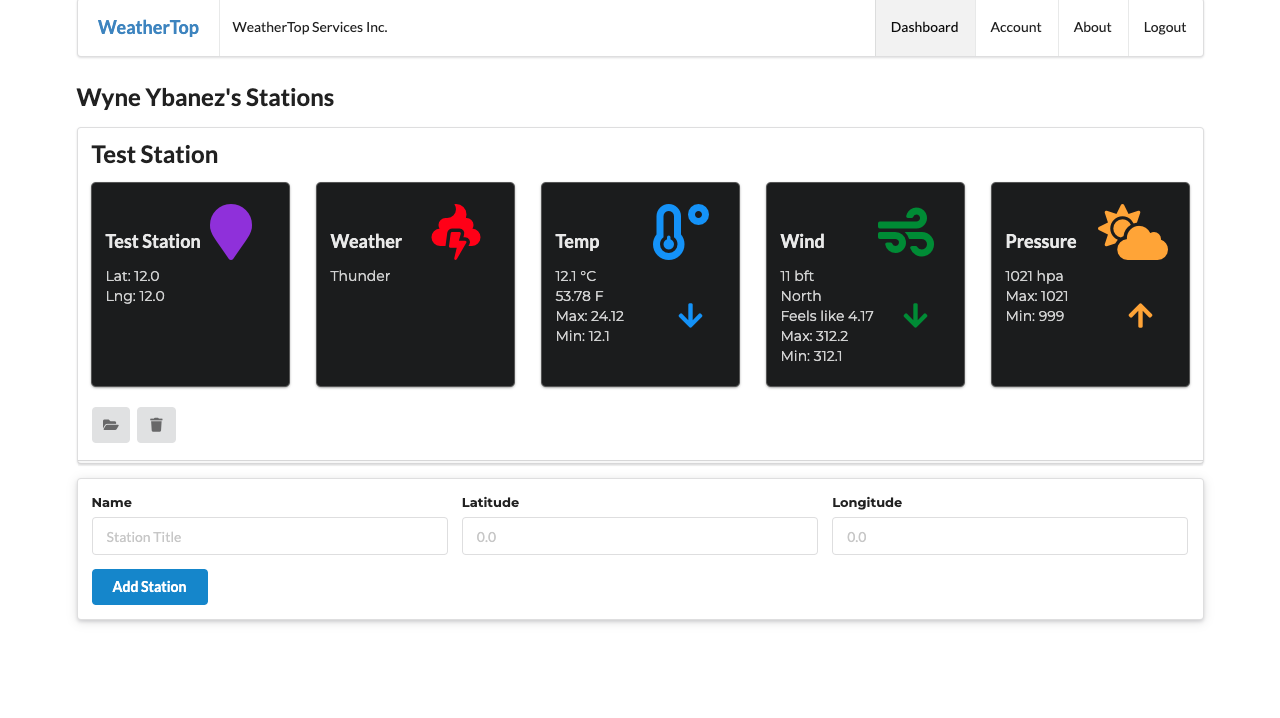 WeatherTop
WeatherTop Services Inc.
Dashboard
Account
About
Logout
Wyne Ybanez's Stations
Test Station
Test Station
Lat: 12.0
Lng: 12.0
Weather
Thunder
Temp
12.1 °C
53.78 F
Max: 24.12
Min: 12.1
Wind
11 bft
North
Feels like 4.17
Max: 312.2
Min: 312.1
Pressure
1021 hpa
Max: 1021
Min: 999
Name
Latitude
Longitude
Station Title
0.0
0.0
Add Station